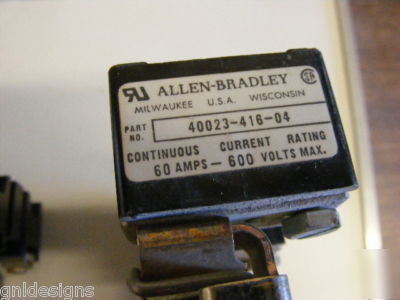 ALLEN-BRADLEY
MILWAUKEE U.S.A. WISCONSIN
PART NO. 40023-416-04
CONTINUOUS CURRENT RATING
60 AMPS - 600 VOLTS MAX.
gnldesigns